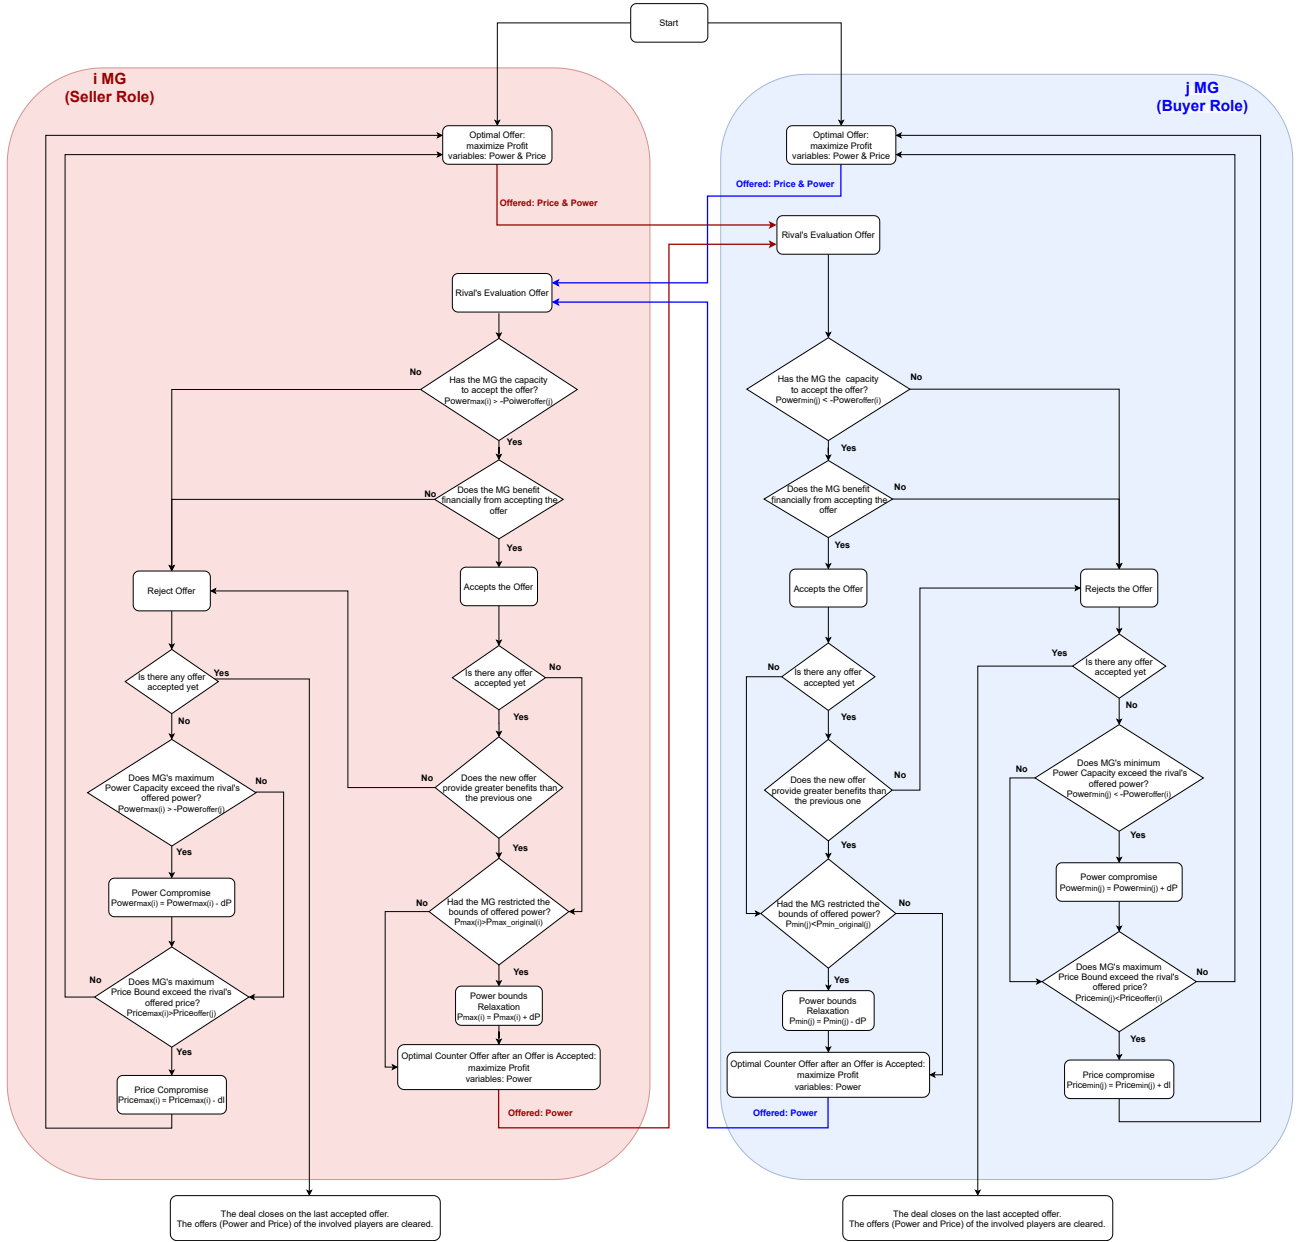 Start
i MG
(Seller Role)
j MG
(Buyer Role)
Optimal Offer:
maximize Profit
variables: Power & Price
Optimal Offer:
maximize Profit
variables: Power & Price
Offered: Price & Power
Offered: Price & Power
Rival's Evaluation Offer
Rival's Evaluation Offer
No
Has the MG the capacity
to accept the offer?
Powermax(i) > -Poiweroffer(j)
Yes
Has the MG the  capacity
to accept the offer?
Powermin(j) < -Poweroffer(i)
No
Yes
No
Does the MG benefit
financially from accepting the
offer
Yes
Does the MG benefit
financially from accepting the
offer
No
Yes
Reject Offer
Accepts the Offer
Accepts the Offer
Rejects the Offer
Is there any offer
accepted yet
Yes
No
Is there any offer
accepted yet
No
Yes
No
Is there any offer
accepted yet
Yes
Yes
Is there any offer
accepted yet
No
Does MG's maximum
Power Capacity exceed the rival's
offered power?
Powermax(i) > -Poweroffer(j)
No
Yes
No
Does the new offer
provide greater benefits than
the previous one
Yes
Does the new offer
provide greater benefits than
the previous one
No
Yes
No
Does MG's minimum
Power Capacity exceed the rival's
offered power?
Powermin(j) < -Poweroffer(i)
Yes
Power Compromise
Powermax(i) = Powermax(i) - dP
No
Had the MG restricted the
bounds of offered power?
Pmax(i)>Pmax_original(i)
Yes
Had the MG restricted the
bounds of offered power?
Pmin(j)<Pmin_original(j)
No
Yes
Power compromise
Powermin(j) = Powermin(j) + dP
No
Does MG's maximum
Price Bound exceed the rival's
offered price?
Pricemax(i)>Priceoffer(j)
Yes
Power bounds
Relaxation
Pmax(i) = Pmax(i) + dP
Power bounds
Relaxation
Pmin(j) = Pmin(j) - dP
Does MG's maximum
Price Bound exceed the rival's
offered price?
Pricemin(j)<Priceoffer(i)
No
Yes
Price Compromise
Pricemax(i) = Pricemax(i) - dl
Optimal Counter Offer after an Offer is Accepted:
maximize Profit
variables: Power
Optimal Counter Offer after an Offer is Accepted:
maximize Profit
variables: Power
Price compromise
Pricemin(j) = Pricemin(j) + dl
Offered: Power
Offered: Power
The deal closes on the last accepted offer.
The offers (Power and Price) of the involved players are cleared.
The deal closes on the last accepted offer.
The offers (Power and Price) of the involved players are cleared.